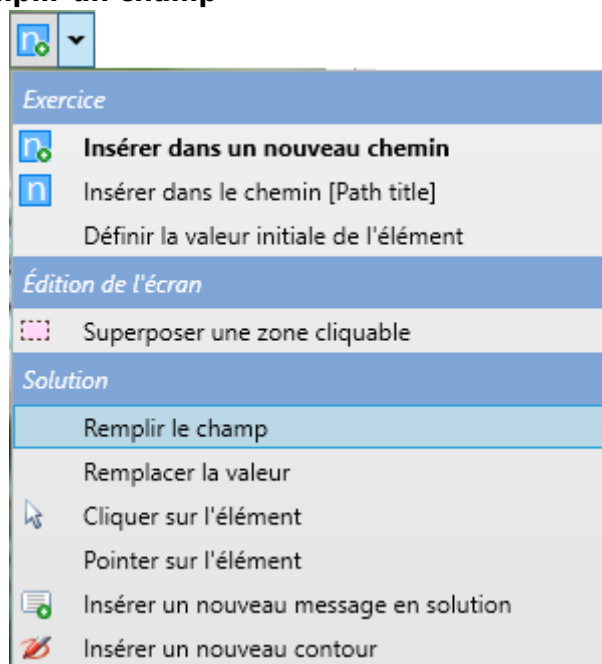 Exercice
Insérer dans un nouveau chemin
Insérer dans le chemin [Path title]
Définir la valeur initiale de l'élément
Édition de l'écran
Superposer une zone cliquable
Solution
Remplir le champ
Remplacer la valeur
Cliquer sur l'élément
Pointer sur l'élément
Insérer un nouveau message en solution
Insérer un nouveau contour